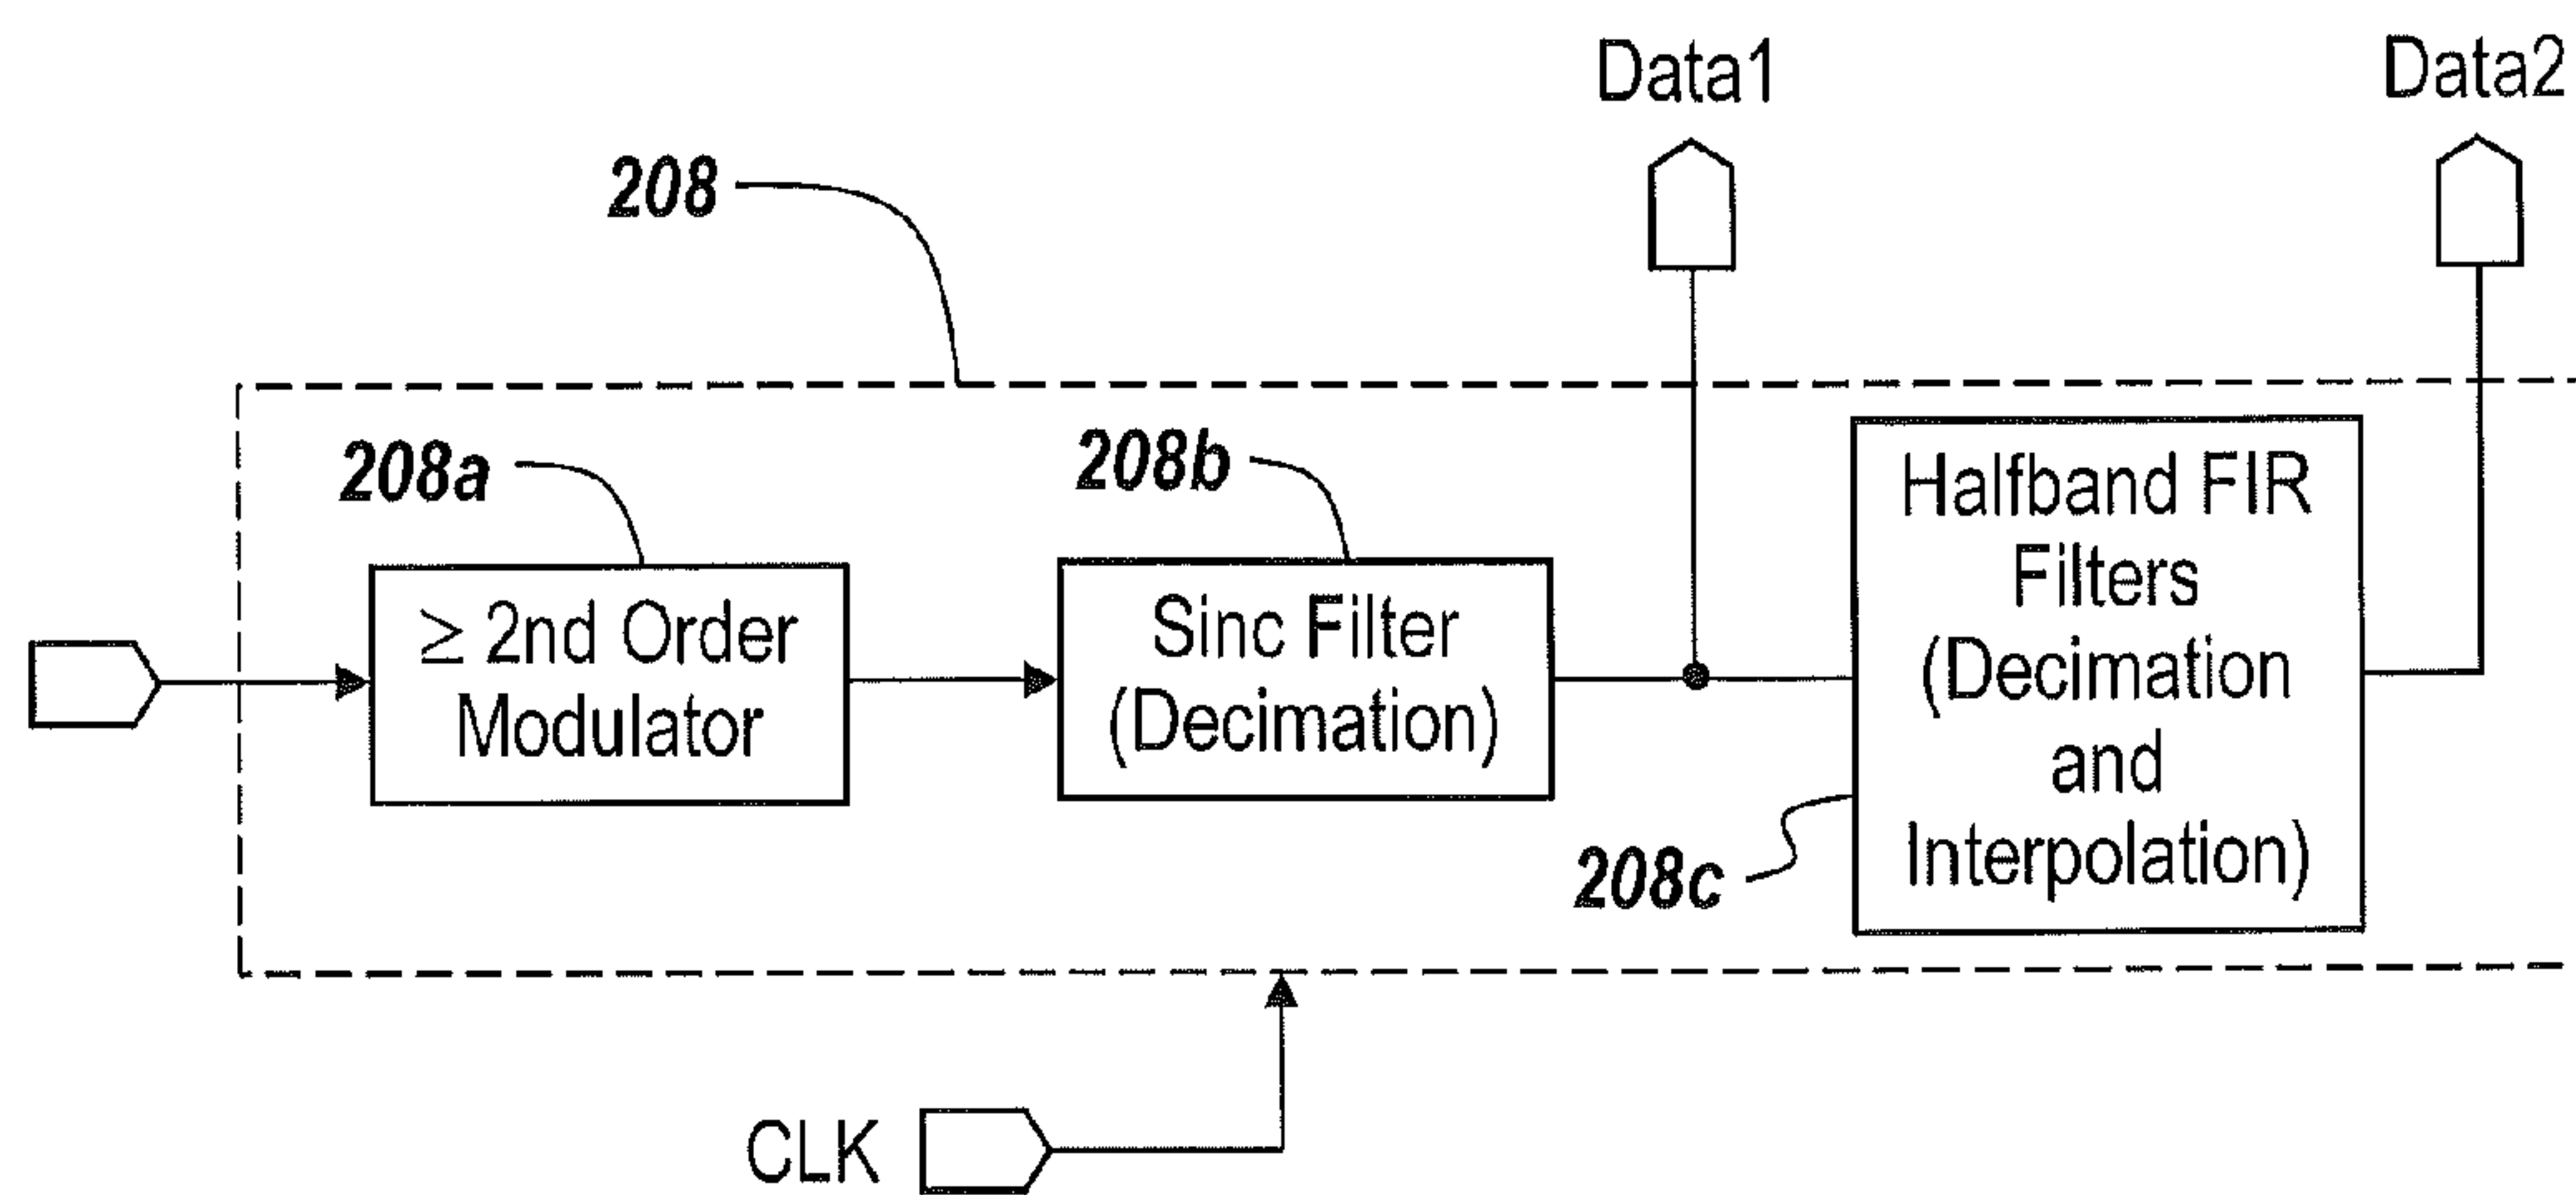 Data1
Data2
208
208a
208b
≥ 2nd Order
Modulator
Sinc Filter
(Decimation)
Halfband FIR
Filters
(Decimation
and
Interpolation)
208c
CLK